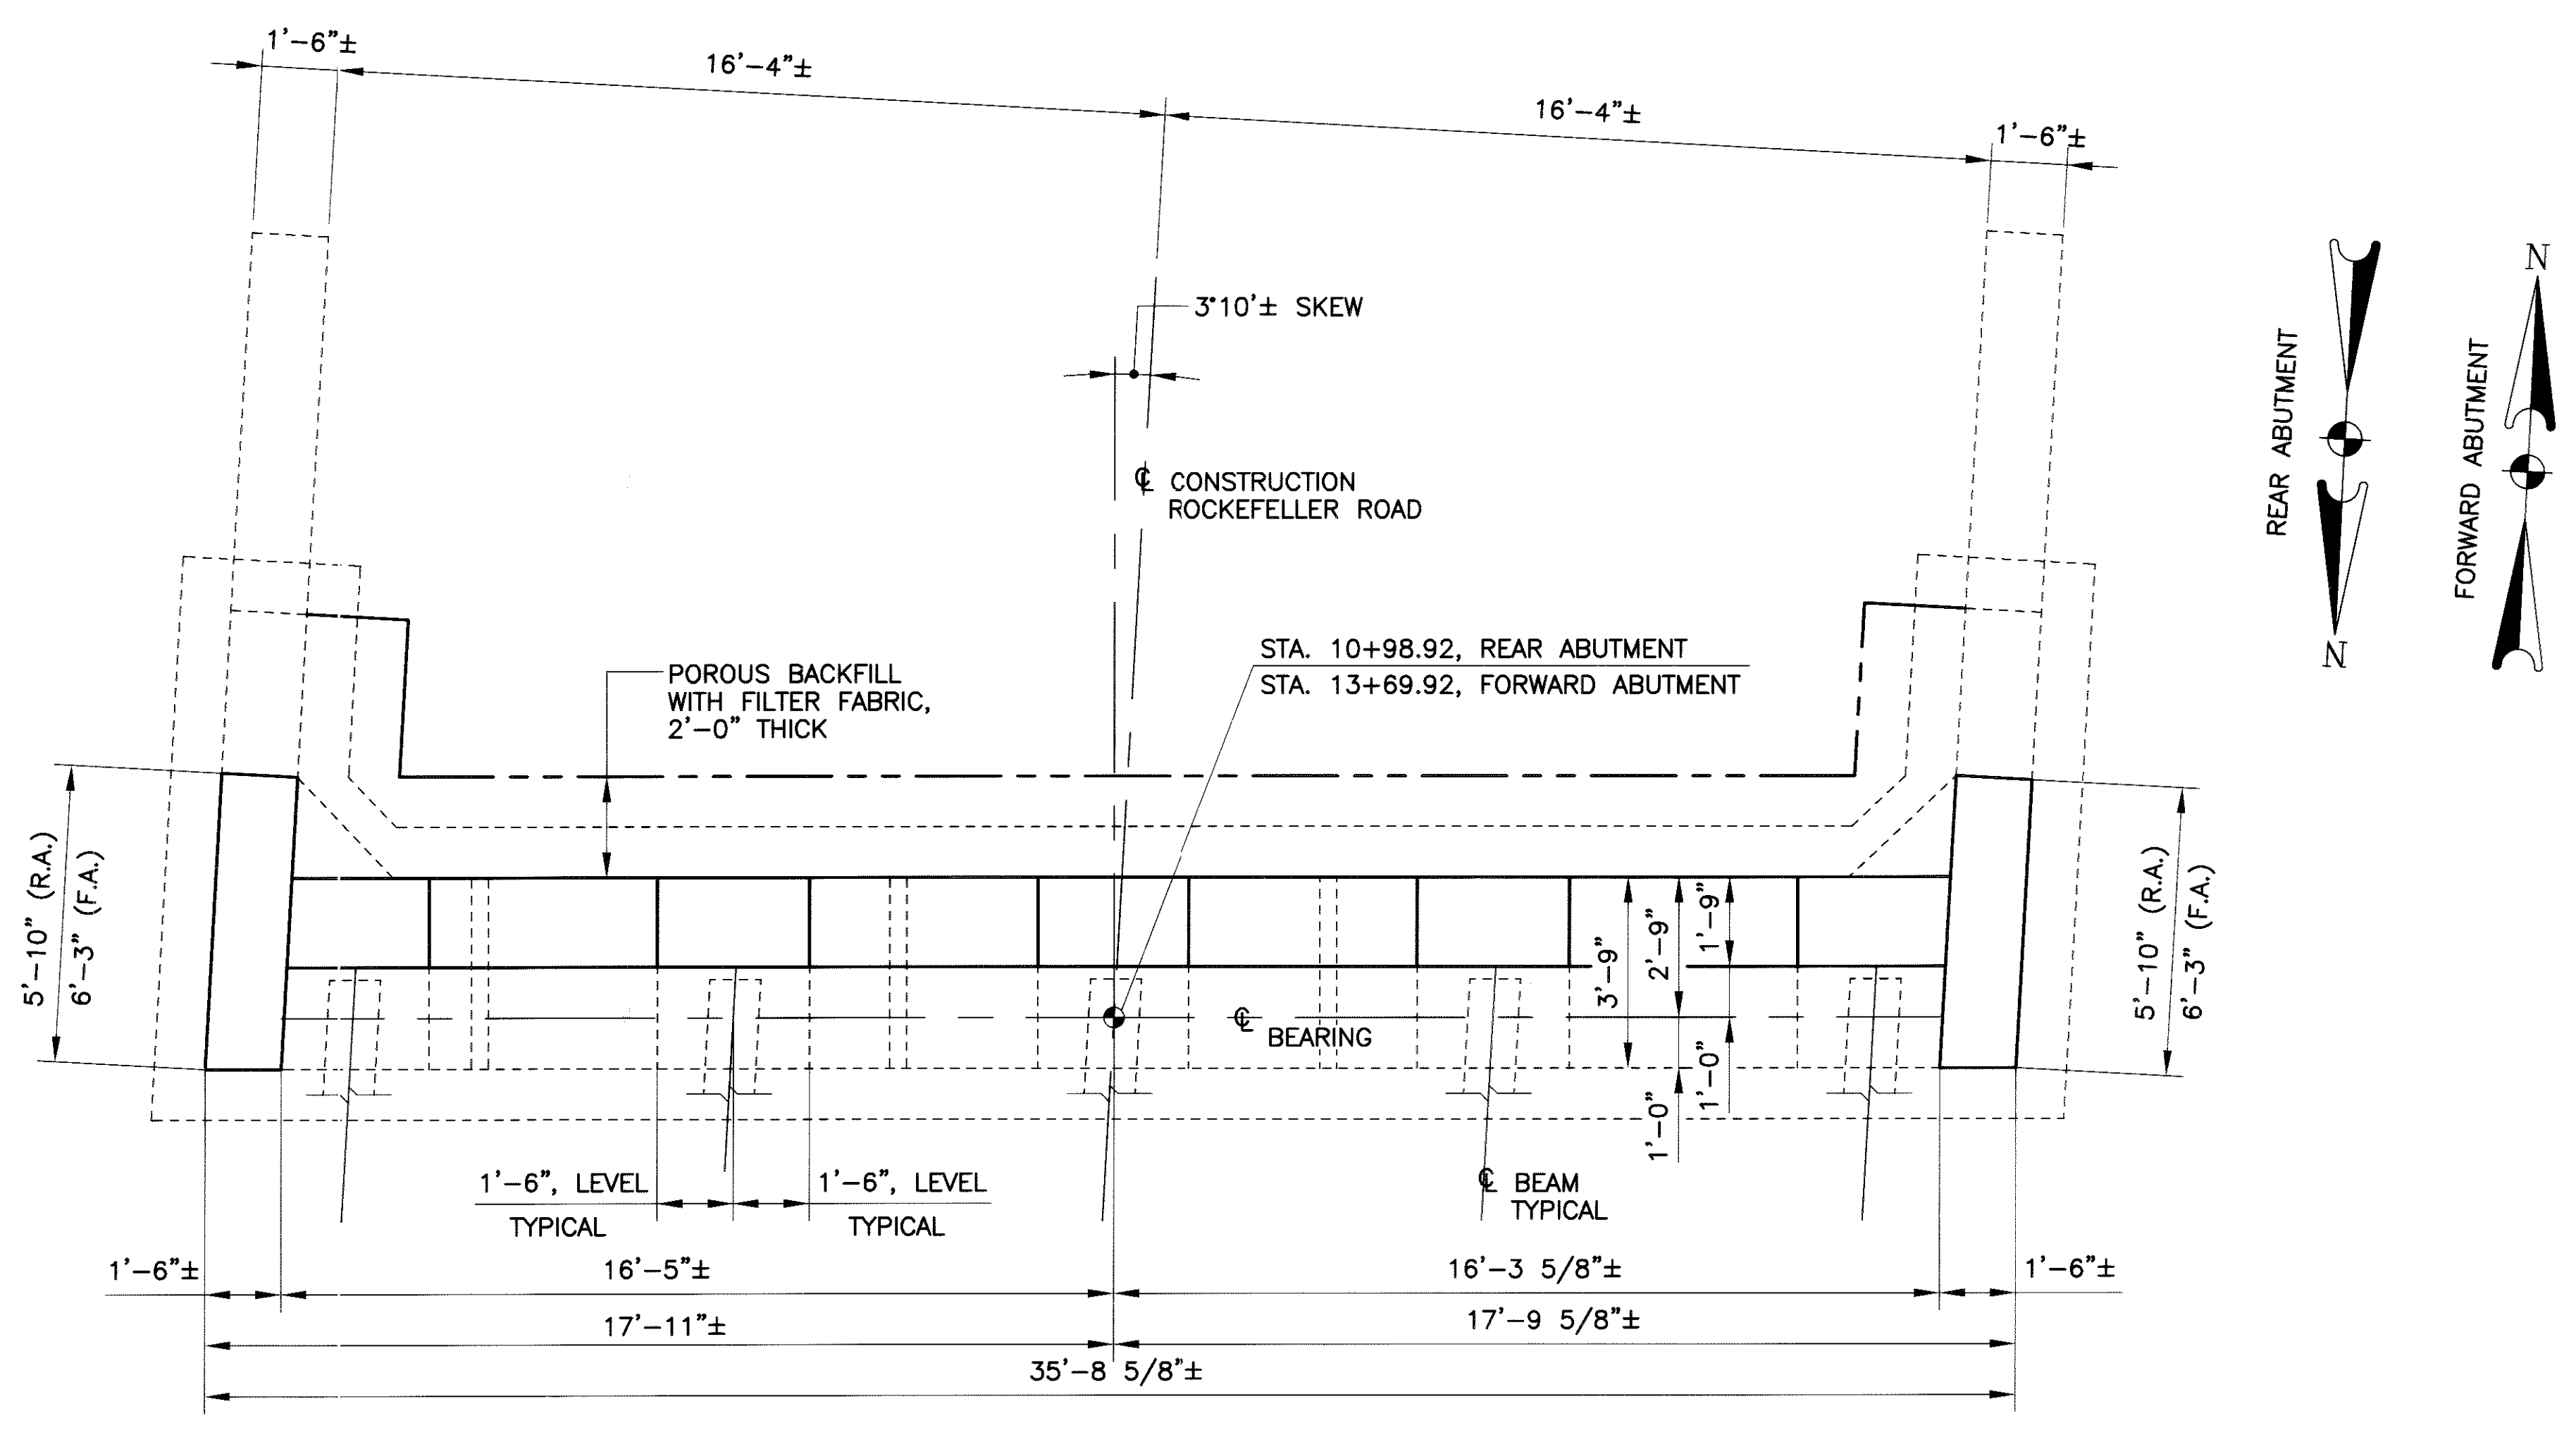 1'-6"±
16'-4"±
16'-4"±
1'-6"±
3°10'± SKEW
℄ CONSTRUCTION
ROCKEFELLER ROAD
N
N
REAR ABUTMENT
FORWARD ABUTMENT
STA. 10+98.92, REAR ABUTMENT
STA. 13+69.92, FORWARD ABUTMENT
POROUS BACKFILL
WITH FILTER FABRIC,
2'-0" THICK
5'-10" (R.A.)
6'-3" (F.A.)
5'-10" (R.A.)
6'-3" (F.A.)
3'-9"
2'-9"
1'-9"
1'-0"
1'-0"
℄ BEARING
℄ BEAM
TYPICAL
1'-6", LEVEL
TYPICAL
1'-6", LEVEL
TYPICAL
1'-6"±
16'-5"±
16'-3 5/8"±
1'-6"±
17'-11"±
17'-9 5/8"±
35'-8 5/8"±